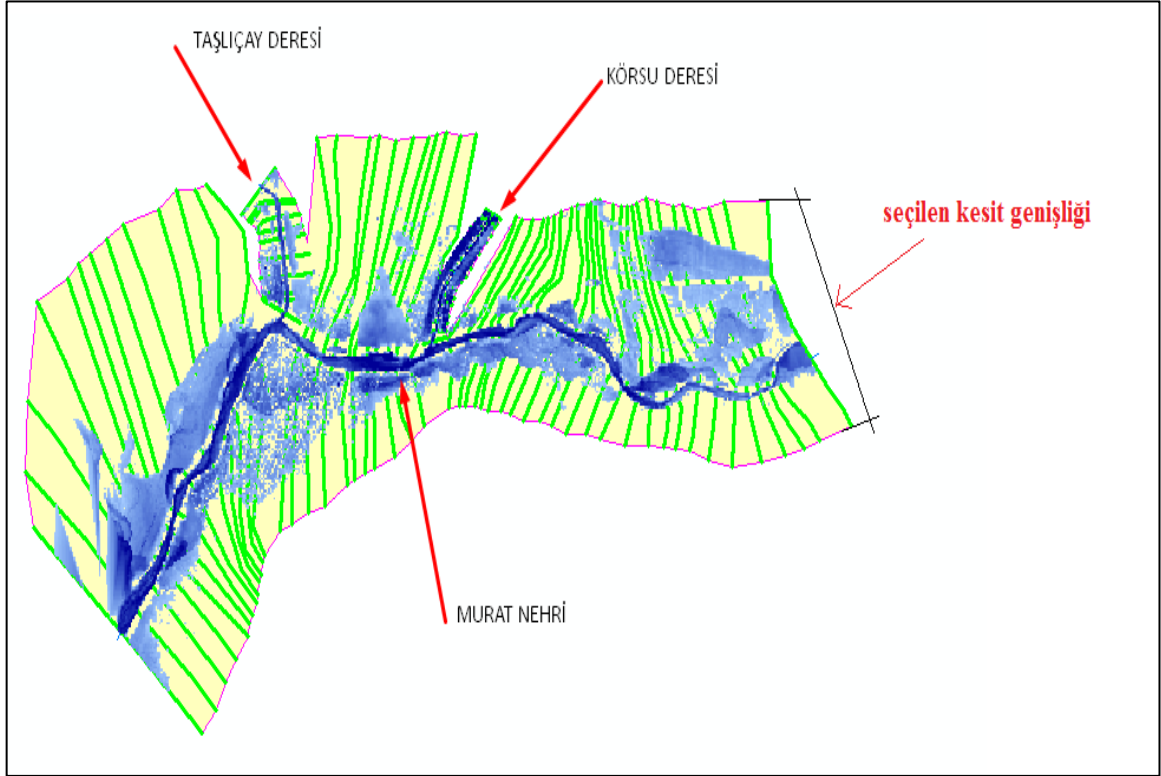 TAŞLIÇAY DERESİ
KÖRSU DERESİ
seçilen kesit genişliği
MURAT NEHRİ